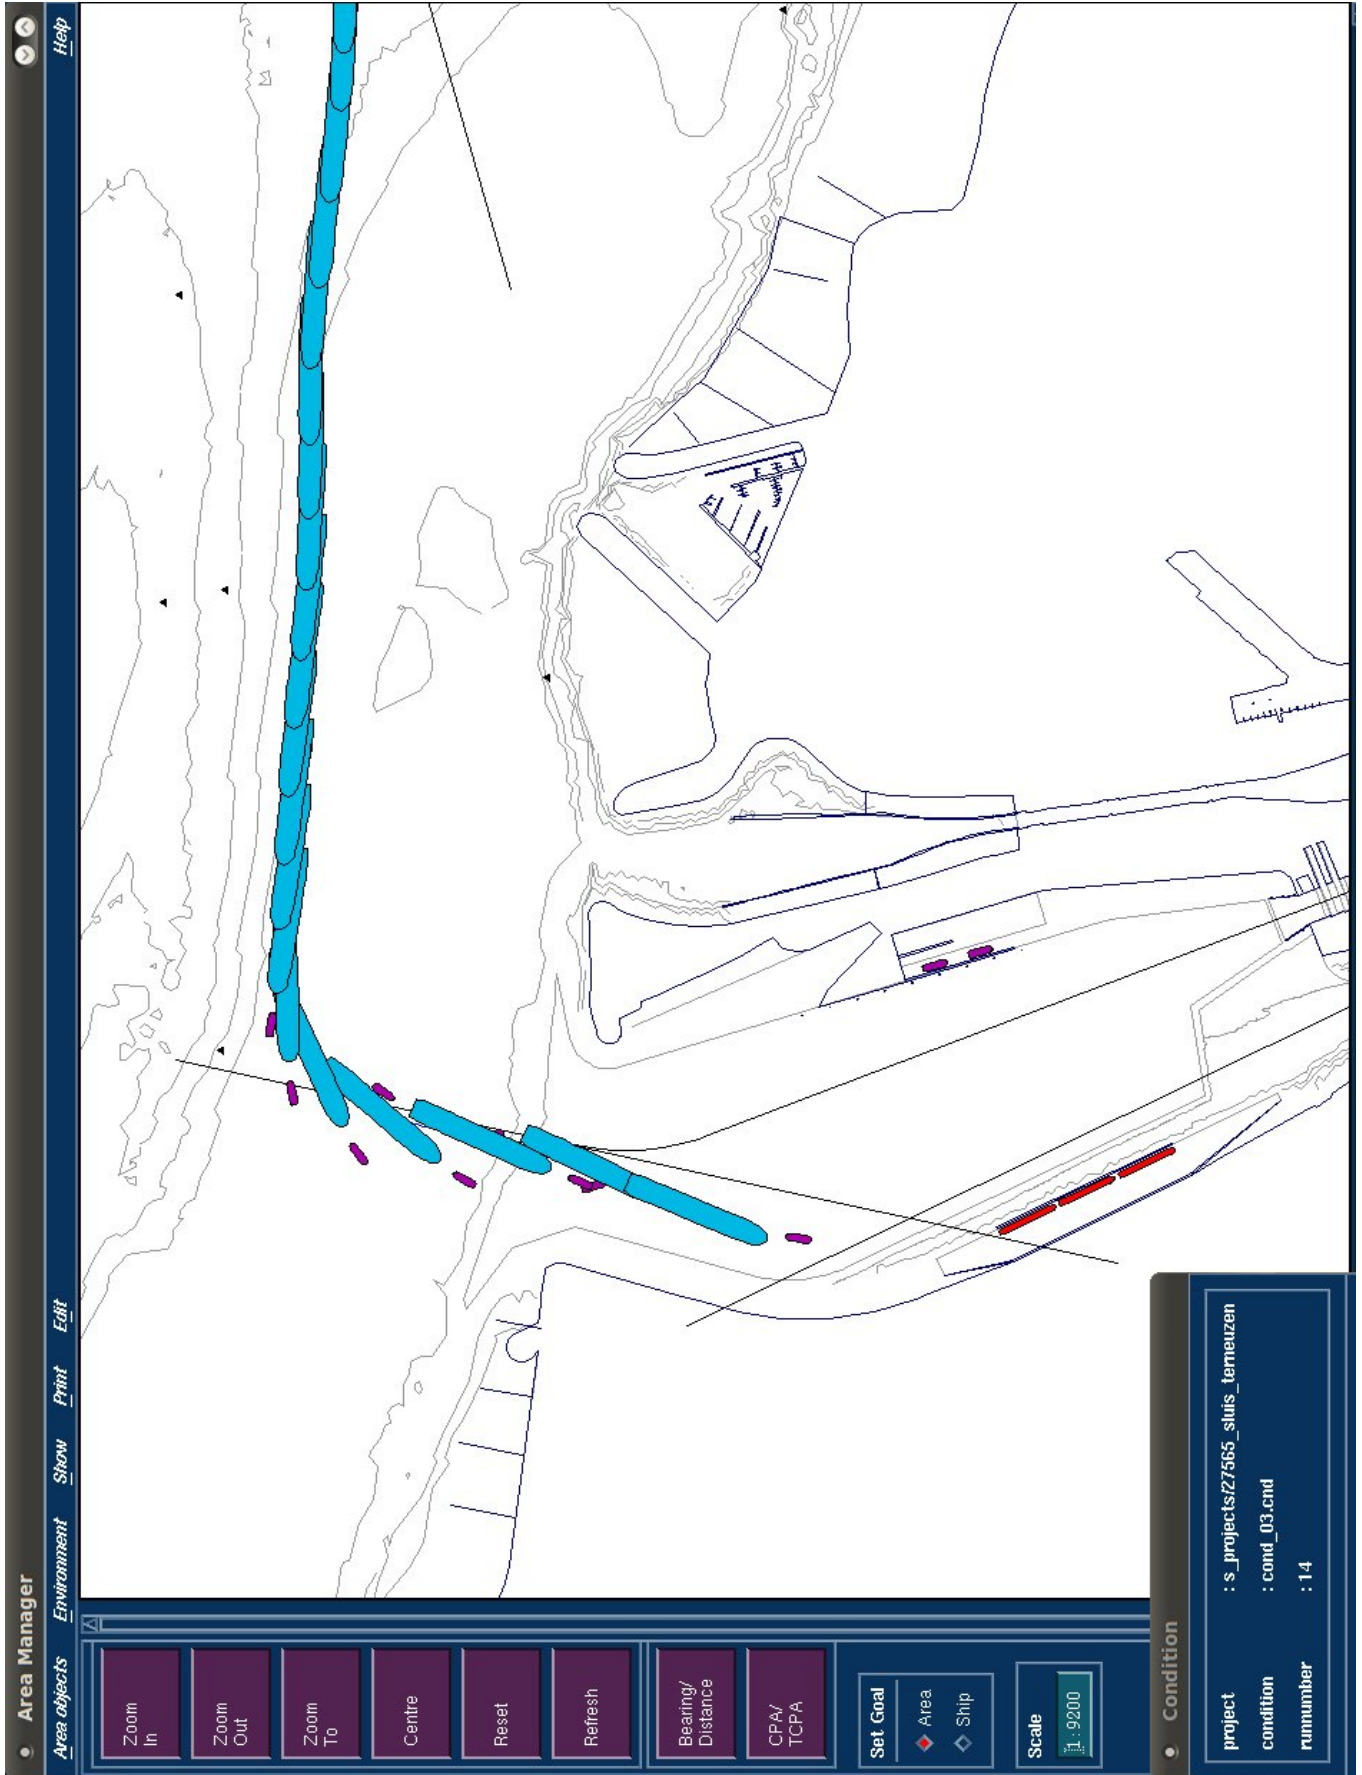 Area Manager
Area objects Environment Show Print Edit Help
Zoom
In
Zoom
Out
Zoom
To
Centre
Reset
Refresh
Bearing/
Distance
CPA/
TCPA
Set Goal
Area
Ship
Scale
1 : 9200
Condition
project : s_projects/27565_sluis_terneuzen
condition : cond_03.cnd
runnumber : 14